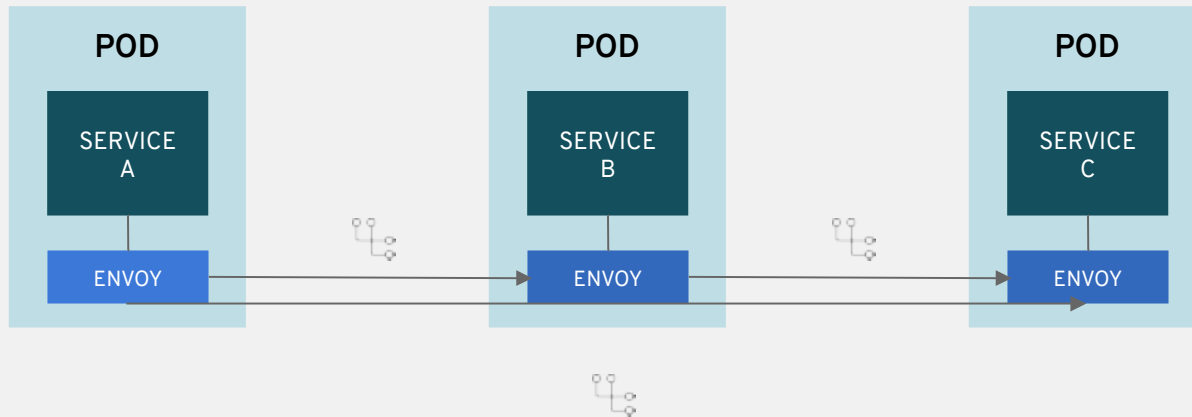 POD
POD
POD
SERVICE
A
SERVICE
B
SERVICE
C
ENVOY
ENVOY
ENVOY